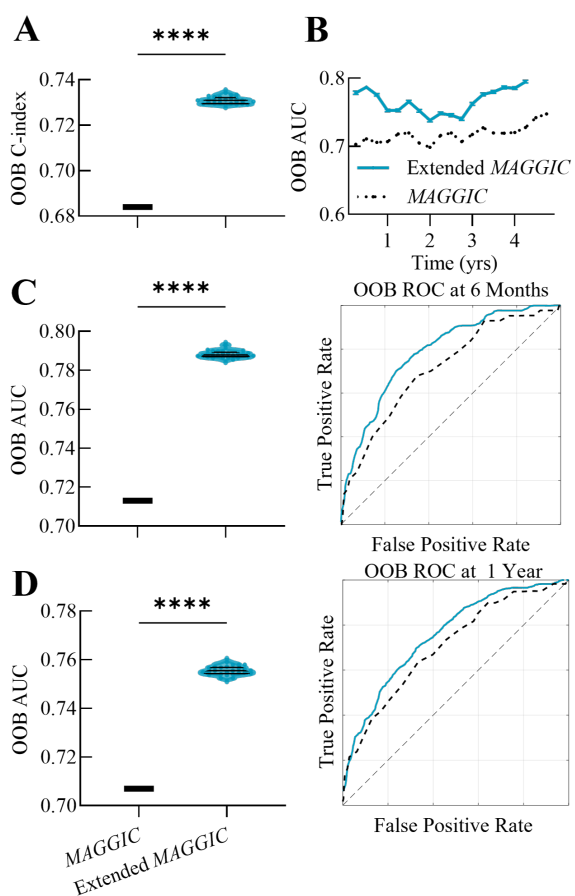 A
****
OOB C-index
0.74
0.72
0.70
0.68
B
OOB AUC
0.8
0.7
0.6
Extended MAGGIC
MAGGIC
1 2 3 4
Time (yrs)
C
****
OOB AUC
0.80
0.78
0.76
0.74
0.72
0.70
OOB ROC at 6 Months
True Positive Rate
False Positive Rate
D
****
OOB AUC
0.78
0.76
0.74
0.72
0.70
MAGGIC
Extended MAGGIC
OOB ROC at 1 Year
True Positive Rate
False Positive Rate